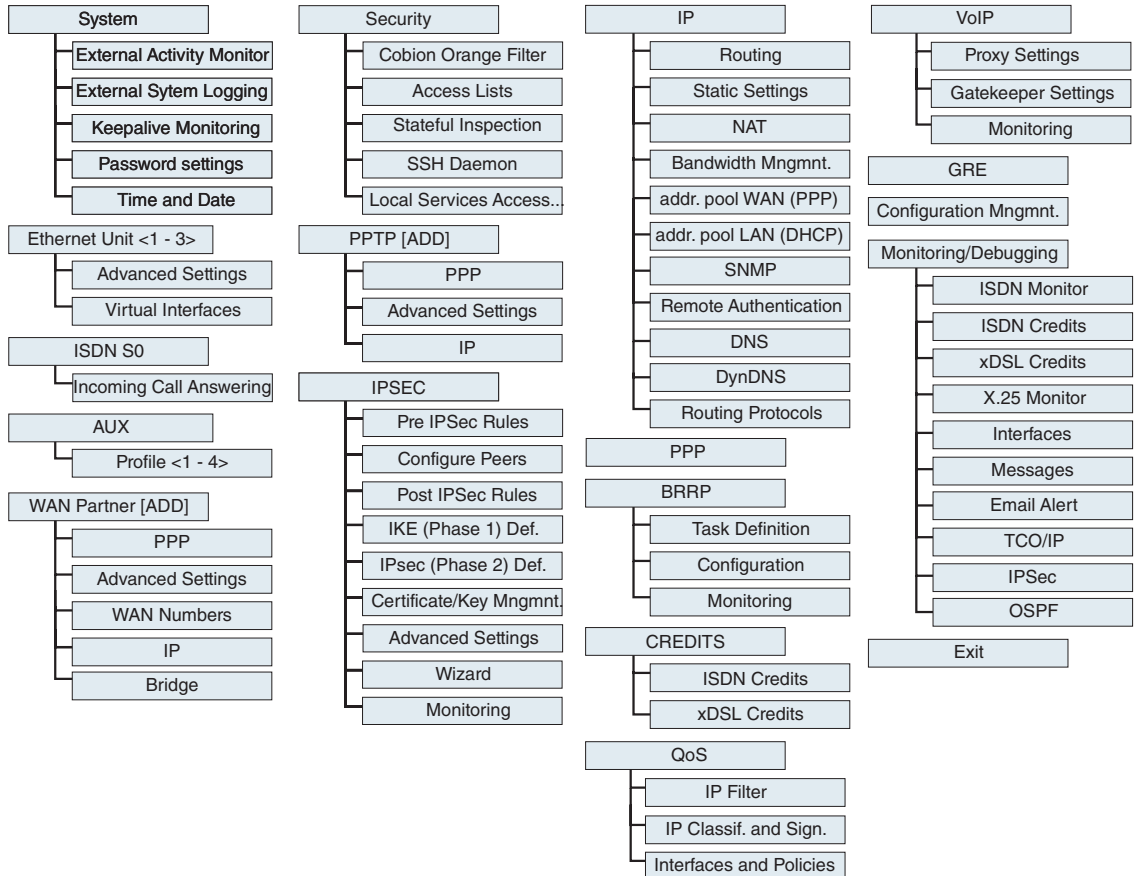 System
External Activity Monitor
External Sytem Logging
Keepalive Monitoring
Password settings
Time and Date
Ethernet Unit <1 - 3>
Advanced Settings
Virtual Interfaces
ISDN S0
Incoming Call Answering
AUX
Profile <1 - 4>
WAN Partner [ADD]
PPP
Advanced Settings
WAN Numbers
IP
Bridge
Security
Cobion Orange Filter
Access Lists
Stateful Inspection
SSH Daemon
Local Services Access...
PPTP [ADD]
PPP
Advanced Settings
IP
IPSEC
Pre IPSec Rules
Configure Peers
Post IPSec Rules
IKE (Phase 1) Def.
IPsec (Phase 2) Def.
Certificate/Key Mngmnt.
Advanced Settings
Wizard
Monitoring
IP
Routing
Static Settings
NAT
Bandwidth Mngmnt.
addr. pool WAN (PPP)
addr. pool LAN (DHCP)
SNMP
Remote Authentication
DNS
DynDNS
Routing Protocols
PPP
BRRP
Task Definition
Configuration
Monitoring
CREDITS
ISDN Credits
xDSL Credits
QoS
IP Filter
IP Classif. and Sign.
Interfaces and Policies
VoIP
Proxy Settings
Gatekeeper Settings
Monitoring
GRE
Configuration Mngmnt.
Monitoring/Debugging
ISDN Monitor
ISDN Credits
xDSL Credits
X.25 Monitor
Interfaces
Messages
Email Alert
TCO/IP
IPSec
OSPF
Exit